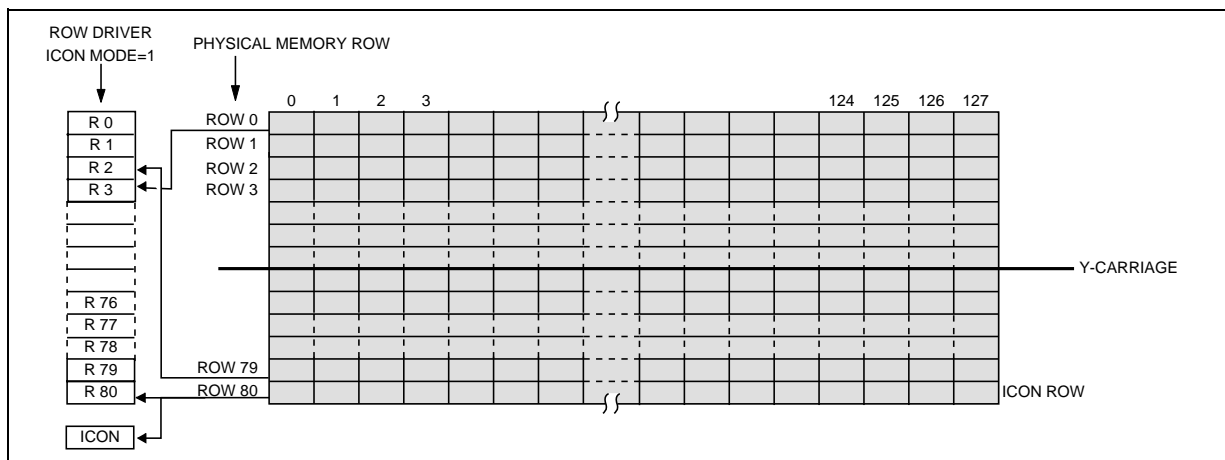 ROW DRIVER
ICON MODE=1
PHYSICAL MEMORY ROW
0 1 2 3 124 125 126 127
R 0 ROW 0
R 1 ROW 1
R 2 ROW 2
R 3 ROW 3
Y-CARRIAGE
R 76
R 77
R 78
R 79 ROW 79
R 80 ROW 80 ICON ROW
ICON